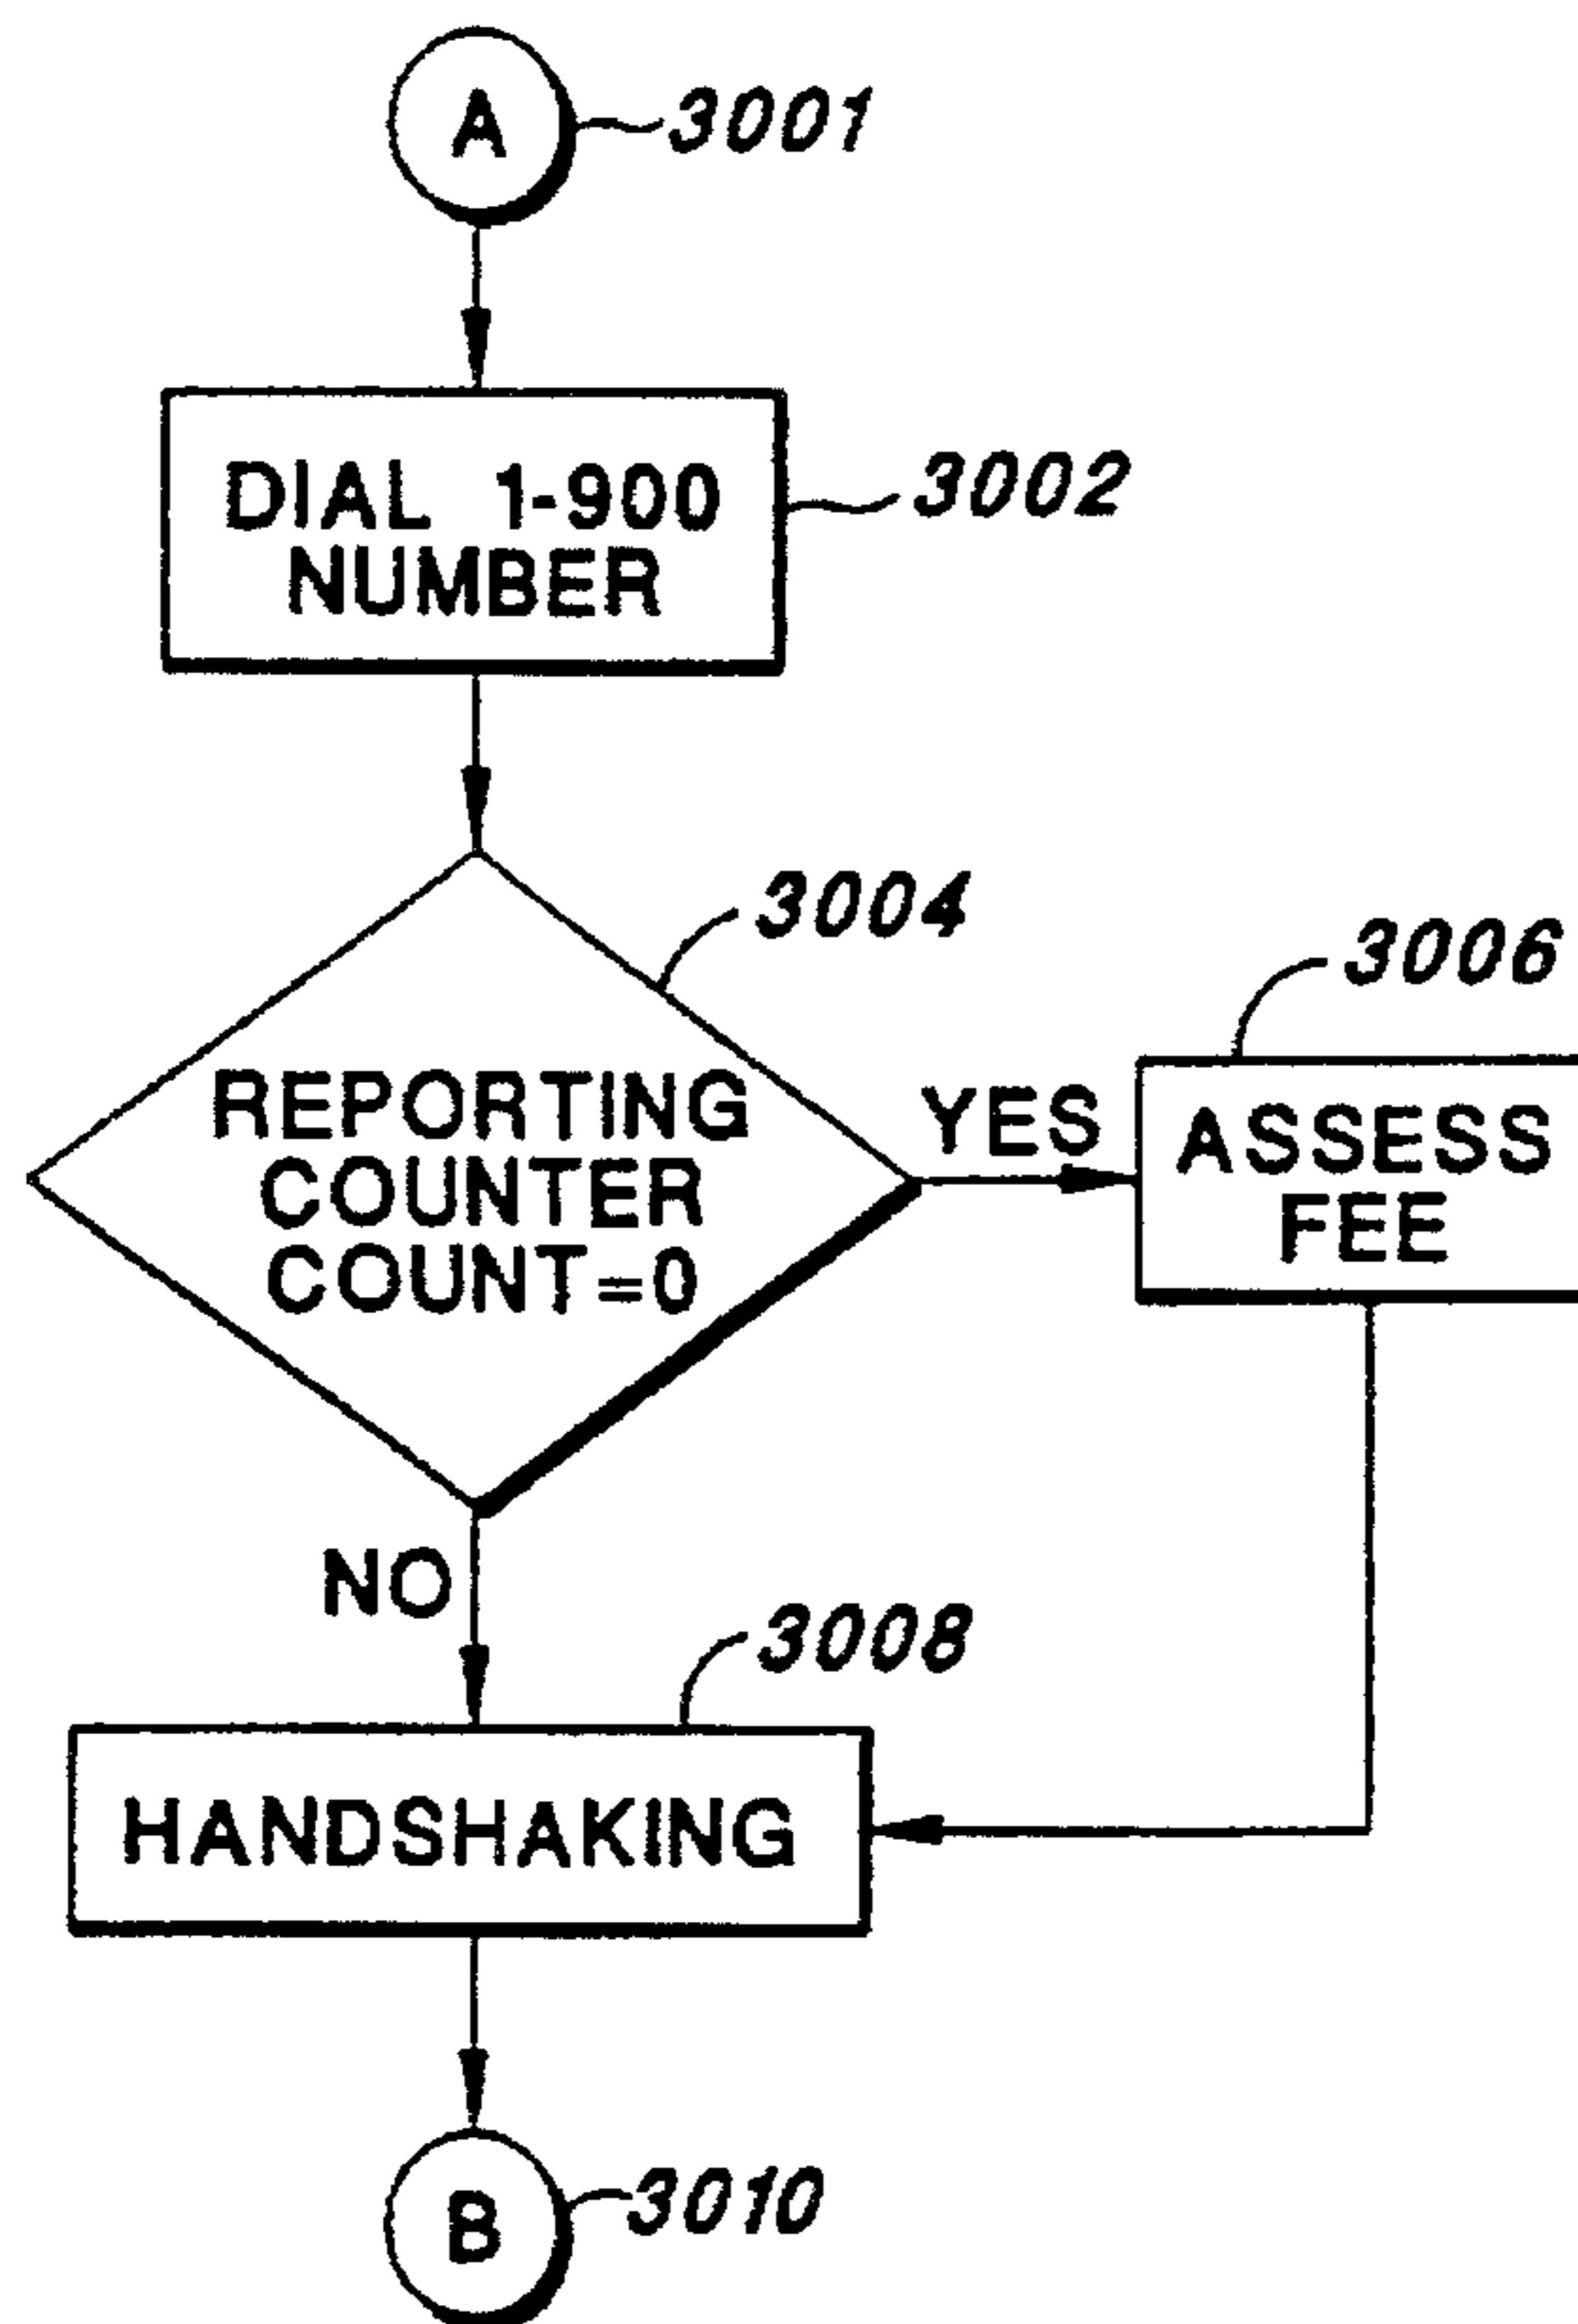 A
3001
DIAL 1-900
NUMBER
3002
3004
REPORTING
COUNTER
COUNT=0
YES
3006
ASSESS
FEE
NO
3008
HANDSHAKING
B
3010